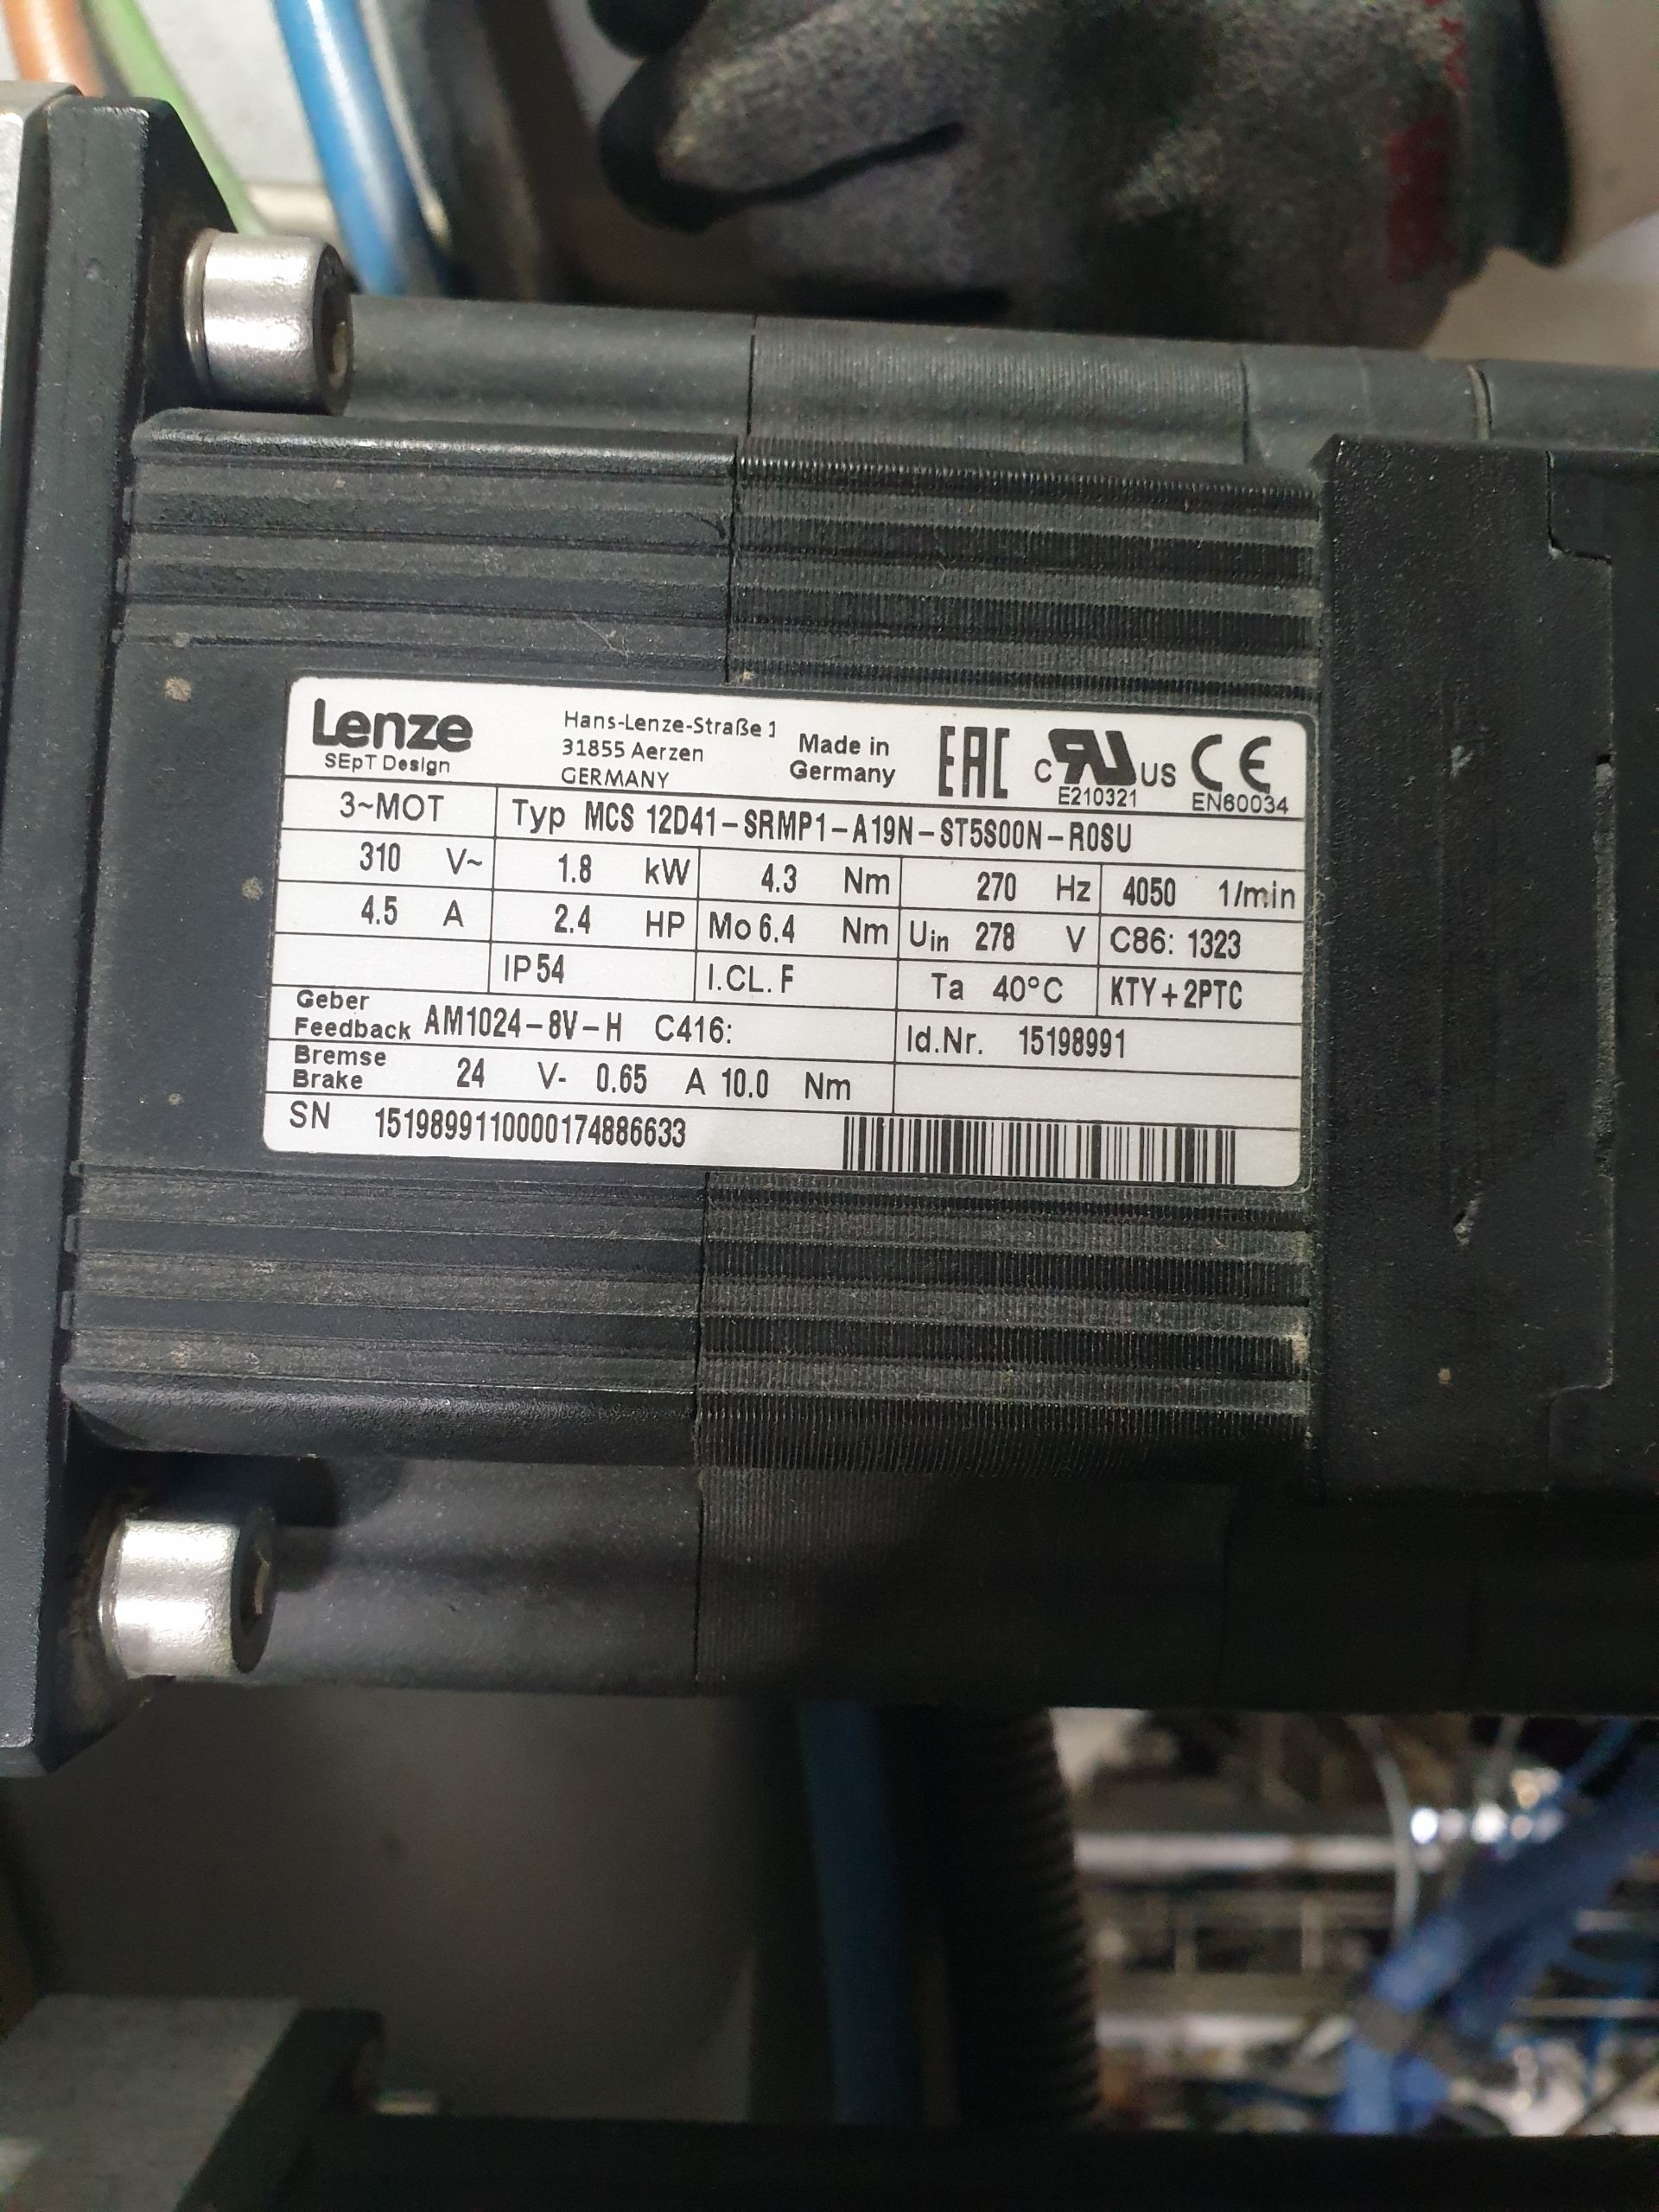 Lenze
SEpT Design
Hans-Lenze-Straße 1
31855 Aerzen
GERMANY
Made in
Germany
EAC
C RU US
E210321
CE
EN60034
3~MOT Typ MCS 12D41-SRMP1-A19N-ST5S00N-R0SU
310 V~ 1.8 kW 4.3 Nm 270 Hz 4050 1/min
4.5 A 2.4 HP Mo 6.4 Nm Uin 278 V C86: 1323
IP54 I.CL. F Ta 40°C KTY+2PTC
Geber
Feedback AM1024-8V-H C416: Id.Nr. 15198991
Bremse
Brake 24 V- 0.65 A 10.0 Nm
SN 1519899110000174886633